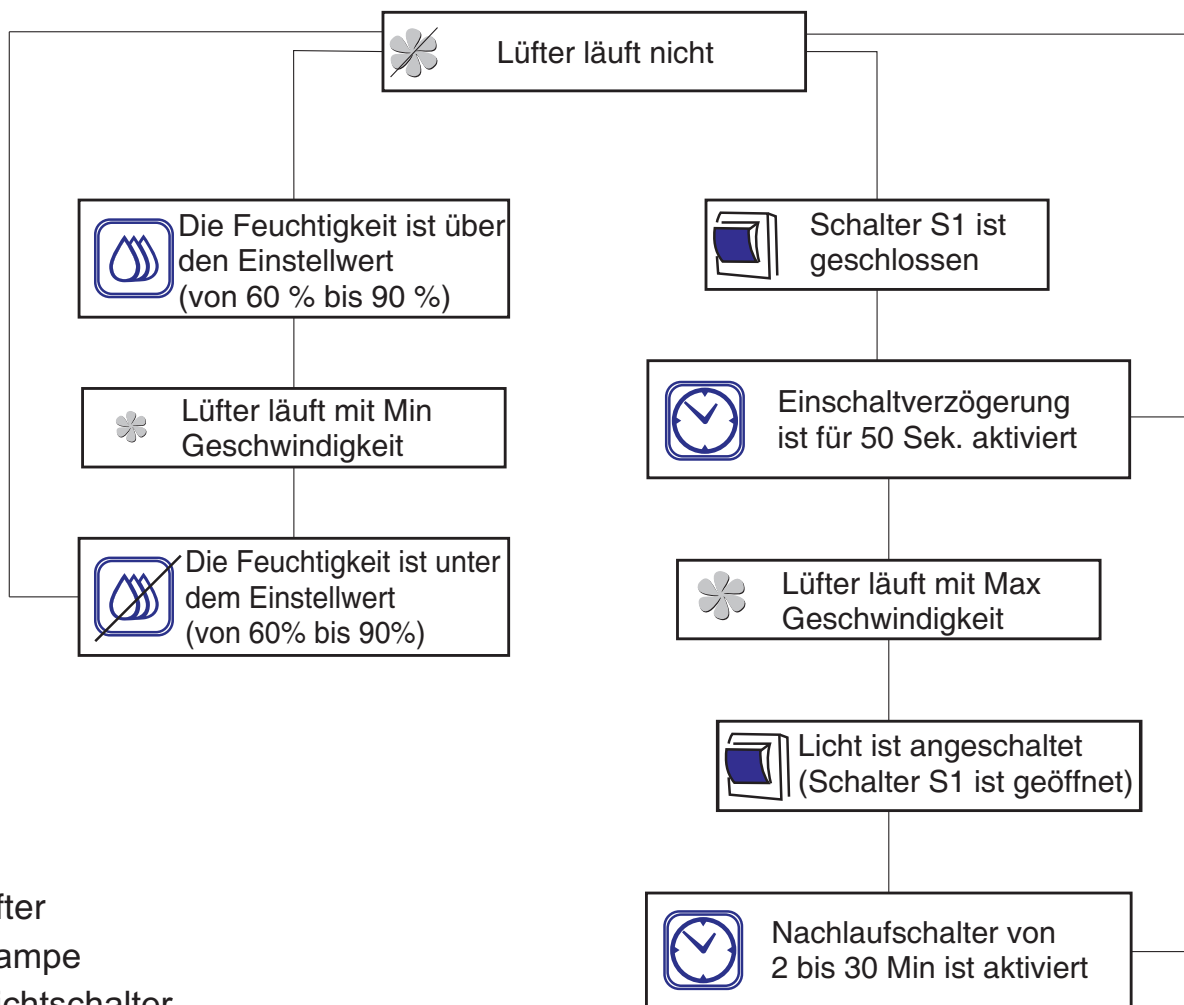 Lüfter läuft nicht
Die Feuchtigkeit ist über
den Einstellwert
(von 60 % bis 90 %)
Lüfter läuft mit Min
Geschwindigkeit
Die Feuchtigkeit ist unter
dem Einstellwert
(von 60% bis 90%)
Schalter S1 ist
geschlossen
Einschaltverzögerung
ist für 50 Sek. aktiviert
Lüfter läuft mit Max
Geschwindigkeit
Licht ist angeschaltet
(Schalter S1 ist geöffnet)
Nachlaufschalter von
2 bis 30 Min ist aktiviert